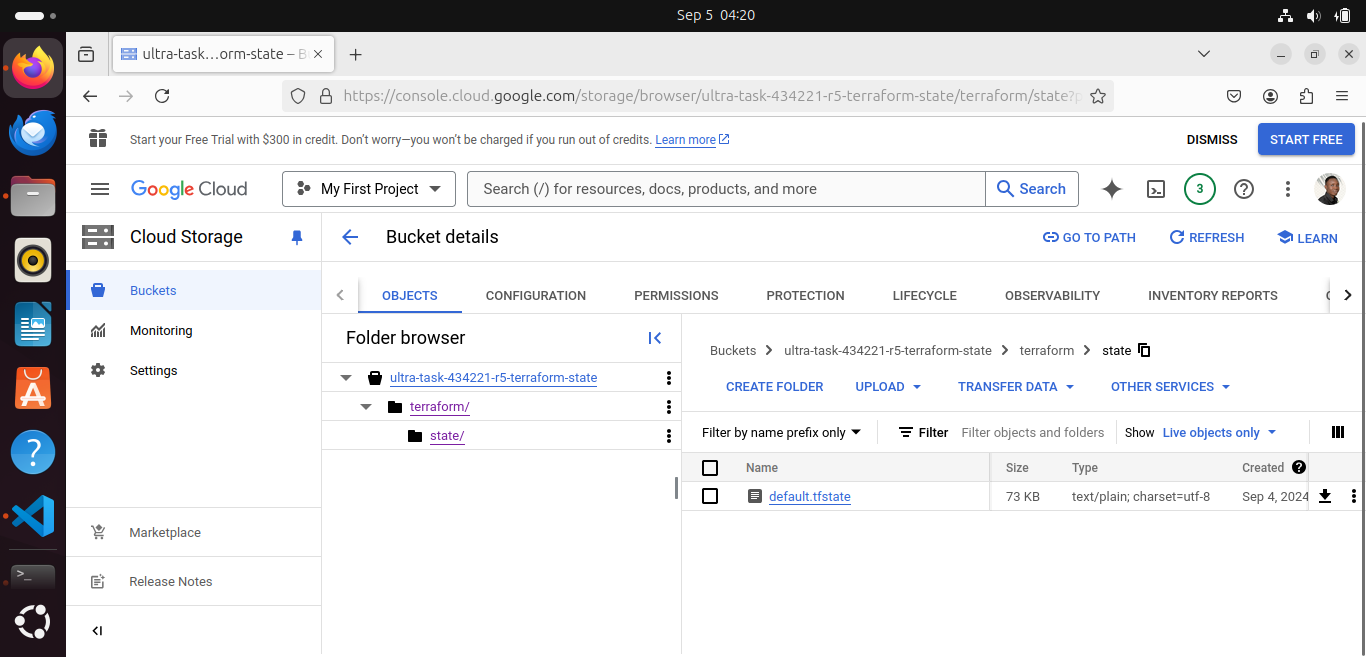 Sep 5 04:20
ultra-task…orm-state – B
https://console.cloud.google.com/storage/browser/ultra-task-434221-r5-terraform-state/terraform/state?p
Start your Free Trial with $300 in credit. Don’t worry—you won’t be charged if you run out of credits. Learn more
DISMISS
START FREE
Google Cloud
My First Project
Search (/) for resources, docs, products, and more
Search
3
Cloud Storage
Bucket details
GO TO PATH
REFRESH
LEARN
Buckets
Monitoring
Settings
Marketplace
Release Notes
OBJECTS
CONFIGURATION
PERMISSIONS
PROTECTION
LIFECYCLE
OBSERVABILITY
INVENTORY REPORTS
Folder browser
ultra-task-434221-r5-terraform-state
terraform/
state/
Buckets > ultra-task-434221-r5-terraform-state > terraform > state
CREATE FOLDER
UPLOAD
TRANSFER DATA
OTHER SERVICES
Filter by name prefix only
Filter
Filter objects and folders
Show
Live objects only
Name Size Type Created
default.tfstate 73 KB text/plain; charset=utf-8 Sep 4, 2024